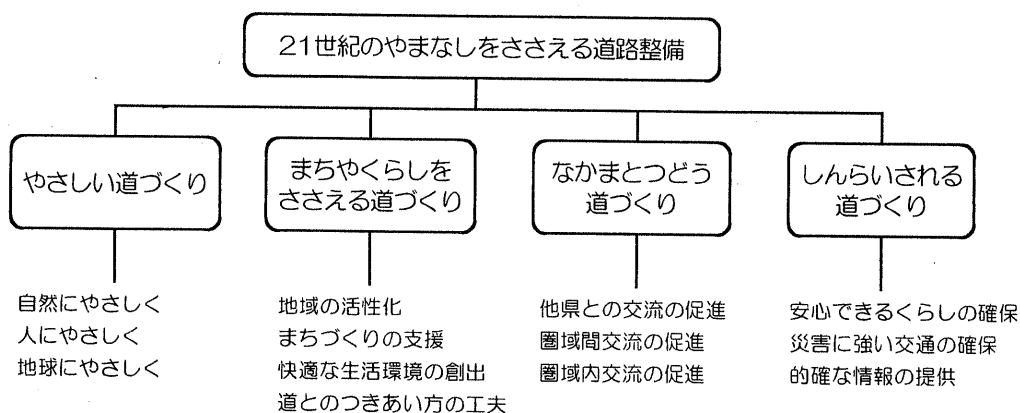 21世紀のやまなしをささえる道路整備
やさしい道づくり
まちやくらしを
ささえる道づくり
なかまとつどう
道づくり
しんらいされる
道づくり
自然にやさしく
人にやさしく
地球にやさしく
地域の活性化
まちづくりの支援
快適な生活環境の創出
道とのつきあい方の工夫
他県との交流の促進
圏域間交流の促進
圏域内交流の促進
安心できるくらしの確保
災害に強い交通の確保
的確な情報の提供